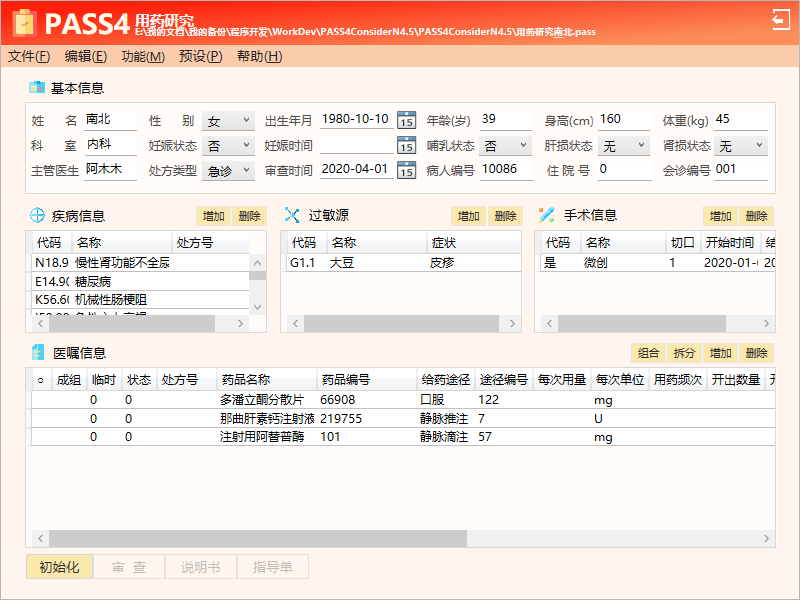 PASS4 用药研究
E:\我的文档\我的备份\程序开发\WorkDev\PASS4ConsiderN4.5\PASS4ConsiderN4.5\用药研究南北.pass
文件(F) 编辑(E) 功能(M) 预设(P) 帮助(H)
基本信息
姓 名 南北 性 别 女 出生年月 1980-10-10 15 年龄(岁) 39 身高(cm) 160 体重(kg) 45
科 室 内科 妊娠状态 否 妊娠时间 15 哺乳状态 否 肝损状态 无 肾损状态 无
主管医生 阿木木 处方类型 急诊 审查时间 2020-04-01 15 病人编号 10086 住 院 号 0 会诊编号 001
疾病信息 增加 删除
代码 名称 处方号
N18.9 慢性肾功能不全尿
E14.90 糖尿病
K56.60 机械性肠梗阻
过敏源 增加 删除
代码 名称 症状
G1.1 大豆 皮疹
手术信息 增加 删除
代码 名称 切口 开始时间 结
是 微创 1 2020-01-0 20
医嘱信息 组合 拆分 增加 删除
○ 成组 临时 状态 处方号 药品名称 药品编号 给药途径 途径编号 每次用量 每次单位 用药频次 开出数量 开
0 0 多潘立酮分散片 66908 口服 122 mg
0 0 那曲肝素钙注射液 219755 静脉推注 7 U
0 0 注射用阿替普酶 101 静脉滴注 57 mg
初始化 审 查 说明书 指导单